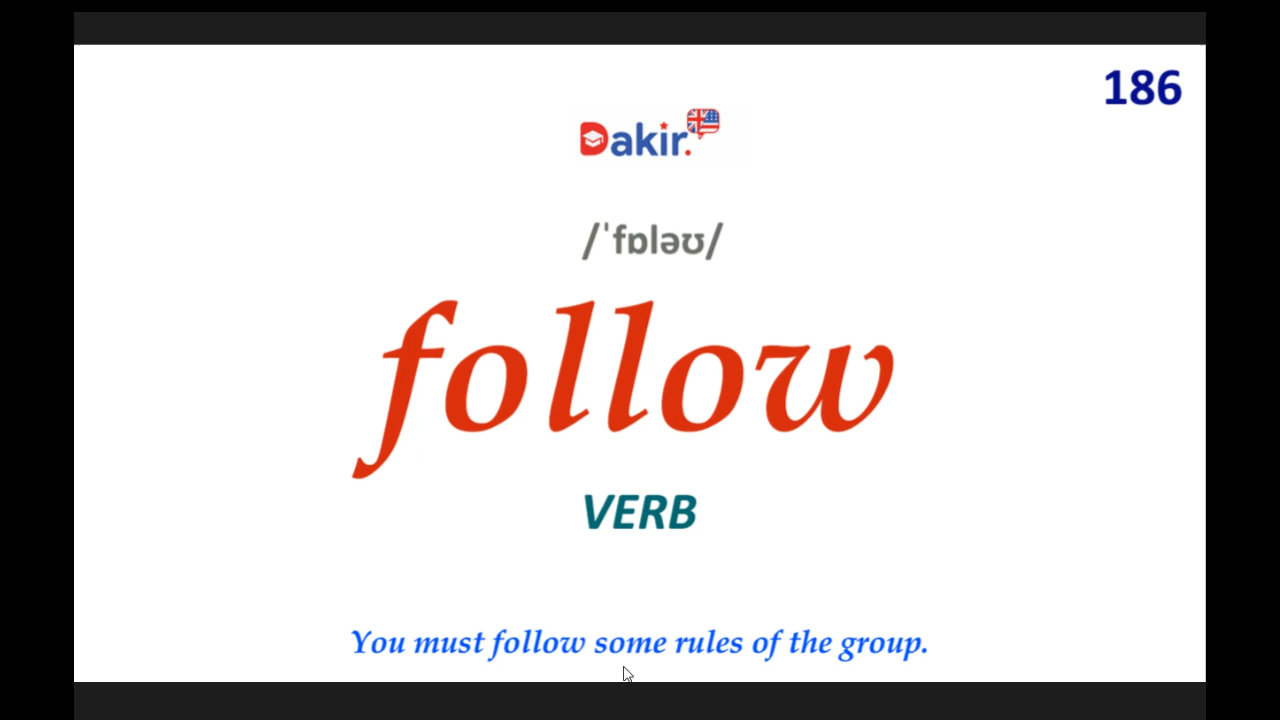 186
Dakir.
/ˈfɒləʊ/
follow
VERB
You must follow some rules of the group.